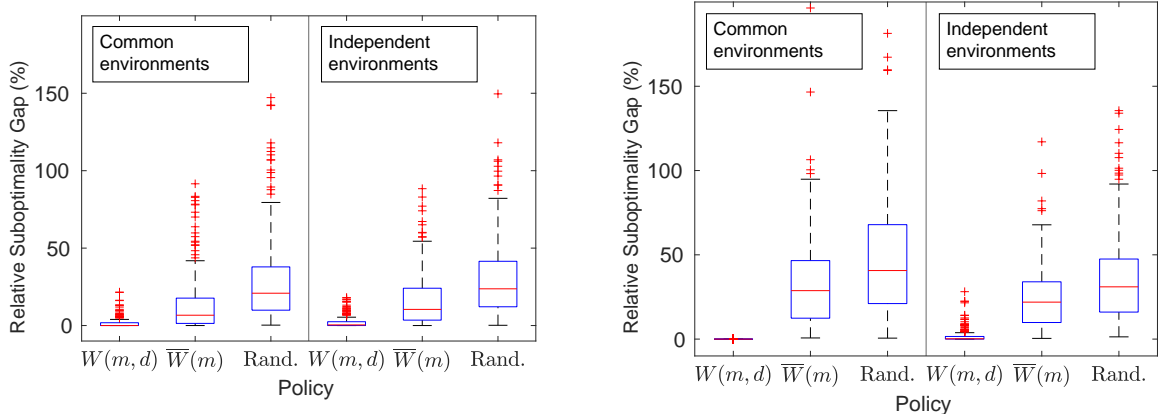 Common
environments
Independent
environments
Relative Suboptimality Gap (%)
150
100
50
0
W(m, d) W̅(m) Rand. W(m, d) W̅(m) Rand.
Policy
Common
environments
Independent
environments
Relative Suboptimality Gap (%)
150
100
50
0
W(m, d) W̅(m) Rand. W(m, d) W̅(m) Rand.
Policy